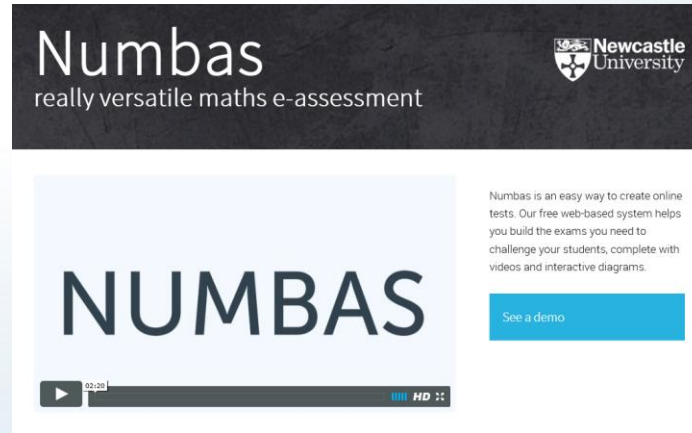 Numbas
really versatile maths e-assessment
Newcastle
University
NUMBAS
02:20
HD
Numbas is an easy way to create online
tests. Our free web-based system helps
you build the exams you need to
challenge your students, complete with
videos and interactive diagrams.
See a demo